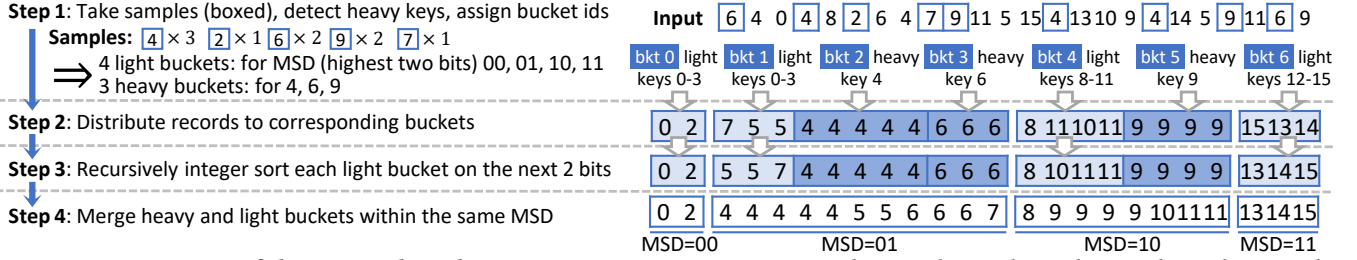 Step 1: Take samples (boxed), detect heavy keys, assign bucket ids
Samples: 4 × 3 2 × 1 6 × 2 9 × 2 7 × 1
⇒ 4 light buckets: for MSD (highest two bits) 00, 01, 10, 11
3 heavy buckets: for 4, 6, 9
Input 6 4 0 4 8 2 6 4 7 9 11 5 15 4 13 10 9 4 14 5 9 11 6 9
bkt 0 light bkt 1 light bkt 2 heavy bkt 3 heavy bkt 4 light bkt 5 heavy bkt 6 light
keys 0-3 keys 0-3 key 4 key 6 keys 8-11 key 9 keys 12-15
Step 2: Distribute records to corresponding buckets
0 2 7 5 5 4 4 4 4 4 6 6 6 8 11 10 11 9 9 9 9 15 13 14
Step 3: Recursively integer sort each light bucket on the next 2 bits
0 2 5 5 7 4 4 4 4 4 6 6 6 8 10 11 11 9 9 9 9 13 14 15
Step 4: Merge heavy and light buckets within the same MSD
0 2 4 4 4 4 4 5 5 6 6 6 7 8 9 9 9 9 10 11 11 13 14 15
MSD=00 MSD=01 MSD=10 MSD=11